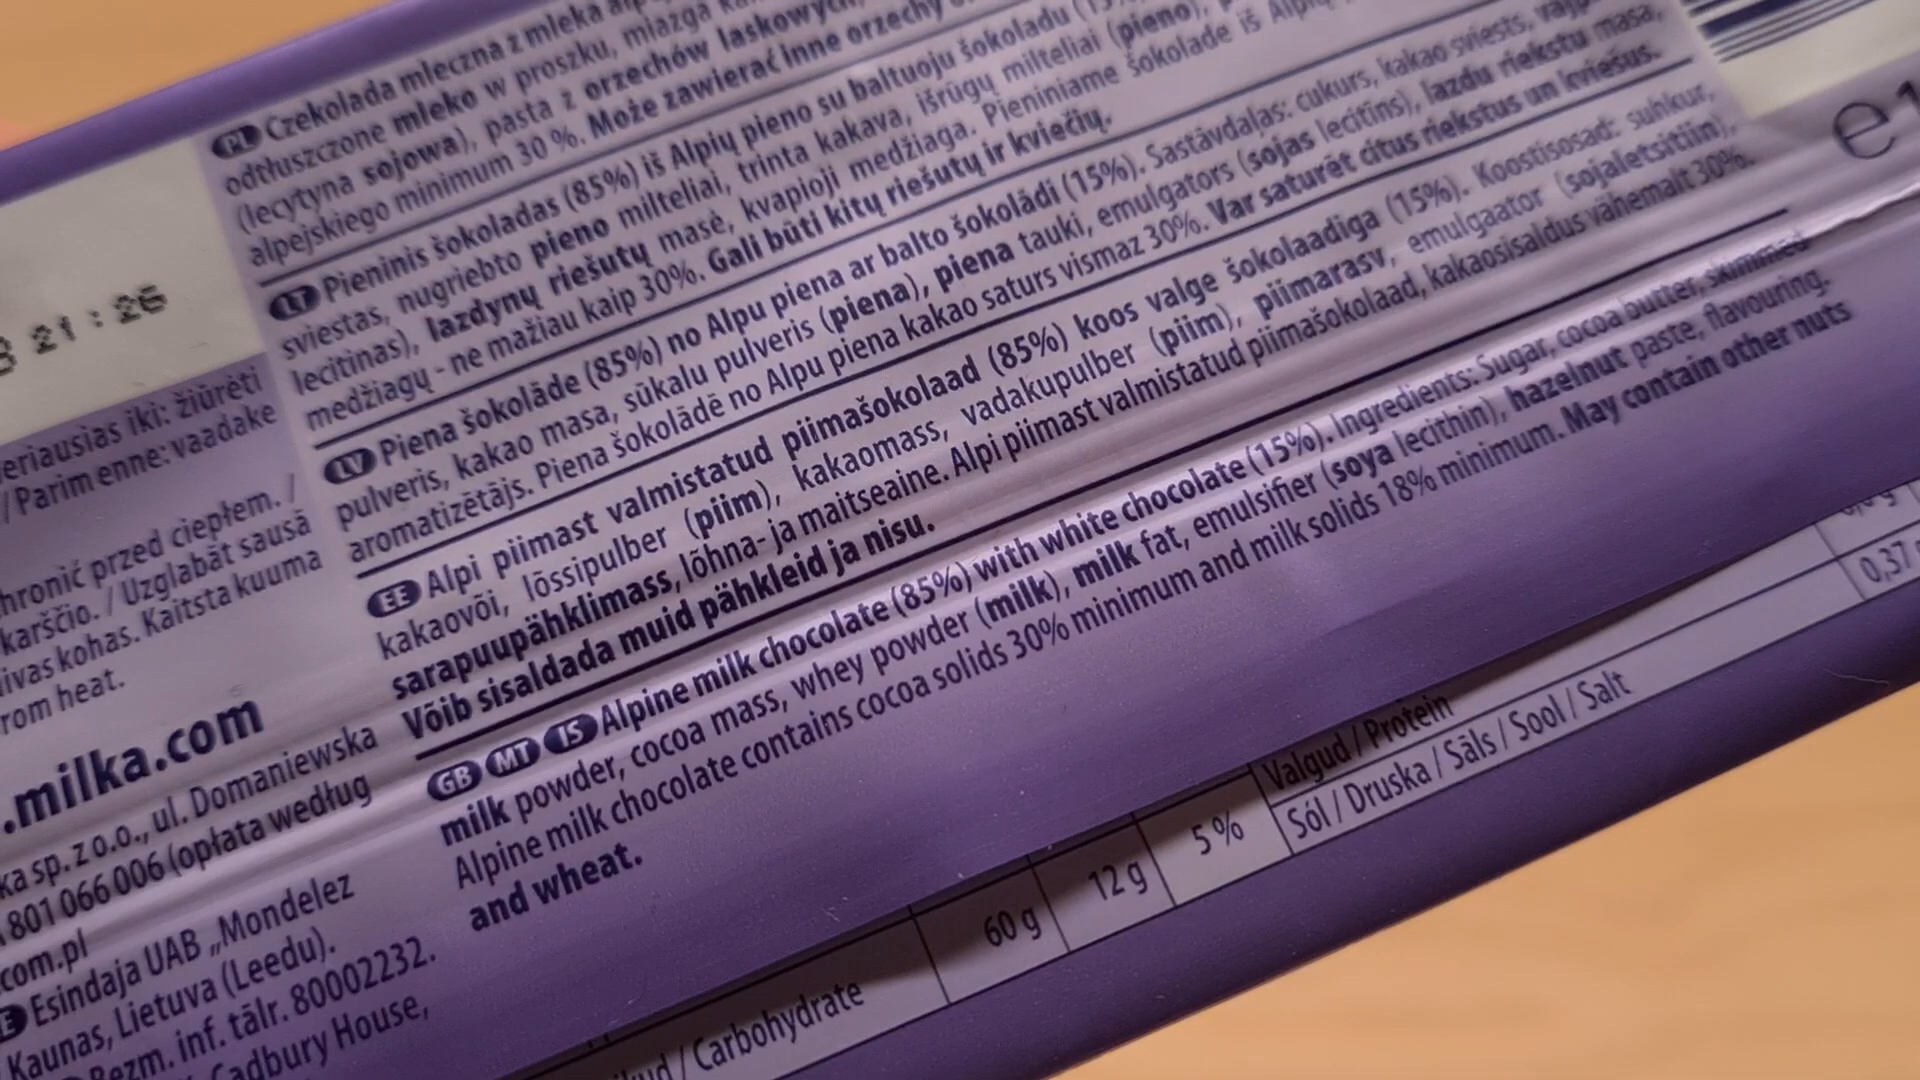 PL Czekolada mleczna z mleka
odtłuszczone mleko w proszku, miazga
(lecytyna sojowa), pasta z orzechów laskowych,
alpejskiego minimum 30 %. Może zawierać inne orzechy
LT Pieninis šokoladas (85%) iš Alpių pieno su baltuoju šokoladu
sviestas, nugriebto pieno milteliai, trinta kakava, išrūgų milteliai (pieno),
lecitinas), lazdynų riešutų masė, kvapioji medžiaga. Pieniniame šokolade iš
medžiagų - ne mažiau kaip 30%. Gali būti kitų riešutų ir kviečių.
LV Piena šokolāde (85%) no Alpu piena ar balto šokolādi (15%). Sastāvdaļas: cukurs, kakao sviests,
pulveris, kakao masa, sūkalu pulveris (piena), piena tauki, emulgators (sojas lecitīns), lazdu riekstu masa,
aromatizētājs. Piena šokolādē no Alpu piena kakao saturs vismaz 30%. Var saturēt citus riekstus un kviešus.
EE Alpi piimast valmistatud piimašokolaad (85%) koos valge šokolaadiga (15%). Koostisosad: suhkur,
kakaovõi, lõssipulber (piim), kakaomass, vadakupulber (piim), piimarasv, emulgaator (sojaletsitiin),
sarapuupähklimass, lõhna- ja maitseaine. Alpi piimast valmistatud piimašokolaad, kakaosisaldus vähemalt 30%.
Võib sisaldada muid pähkleid ja nisu.
GB MT IS Alpine milk chocolate (85%) with white chocolate (15%). Ingredients: Sugar, cocoa butter, skimmed
milk powder, cocoa mass, whey powder (milk), milk fat, emulsifier (soya lecithin), hazelnut paste, flavouring.
Alpine milk chocolate contains cocoa solids 30% minimum and milk solids 18% minimum. May contain other nuts
and wheat.
21:26
žiūrėti
/ Parim enne: vaadake
przed ciepłem. /
karščio. / Uzglabāt sausā
kohas. Kaitsta kuuma
from heat.
.milka.com
sp. z o.o., ul. Domaniewska
801 066 006 (opłata według
com.pl
Esindaja UAB „Mondelez
Kaunas, Lietuva (Leedu).
Bezm. inf. tālr. 80002232.
Cadbury House,
e1
/ Carbohydrate
60 g
12 g
5 %
Valgud / Protein
Sól / Druska / Sāls / Sool / Salt
0,37